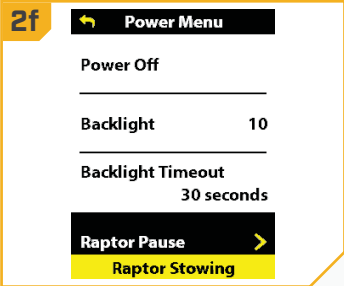 2f
Power Menu
Power Off
Backlight 10
Backlight Timeout
30 seconds
Raptor Pause
Raptor Stowing